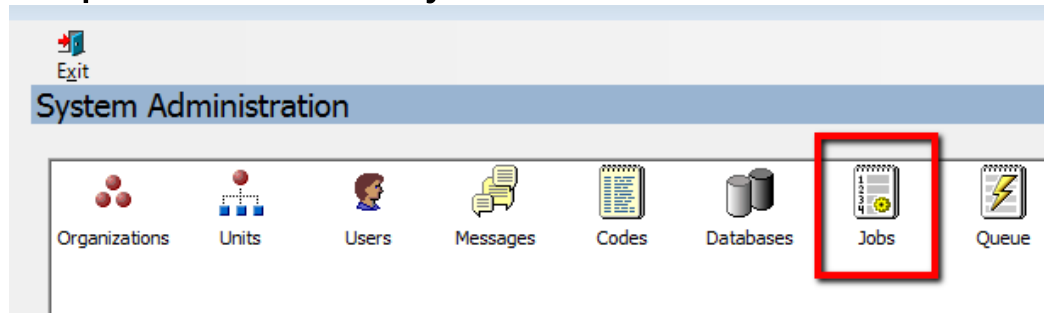 Exit
System Administration
Organizations Units Users Messages Codes Databases Jobs Queue